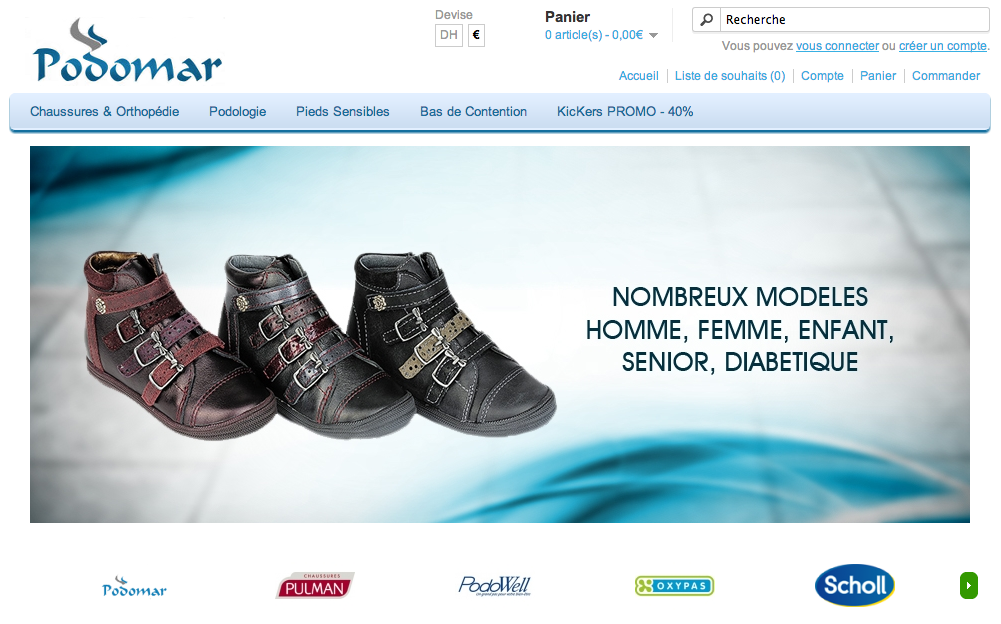 Podomar
Devise
DH €
Panier
0 article(s) - 0,00€
Recherche
Vous pouvez vous connecter ou créer un compte.
Accueil Liste de souhaits (0) Compte Panier Commander
Chaussures & Orthopédie Podologie Pieds Sensibles Bas de Contention KicKers PROMO - 40%
NOMBREUX MODELES
HOMME, FEMME, ENFANT,
SENIOR, DIABETIQUE
Podomar
CHAUSSURES
PULMAN
PodoWell
OXYPAS
Scholl